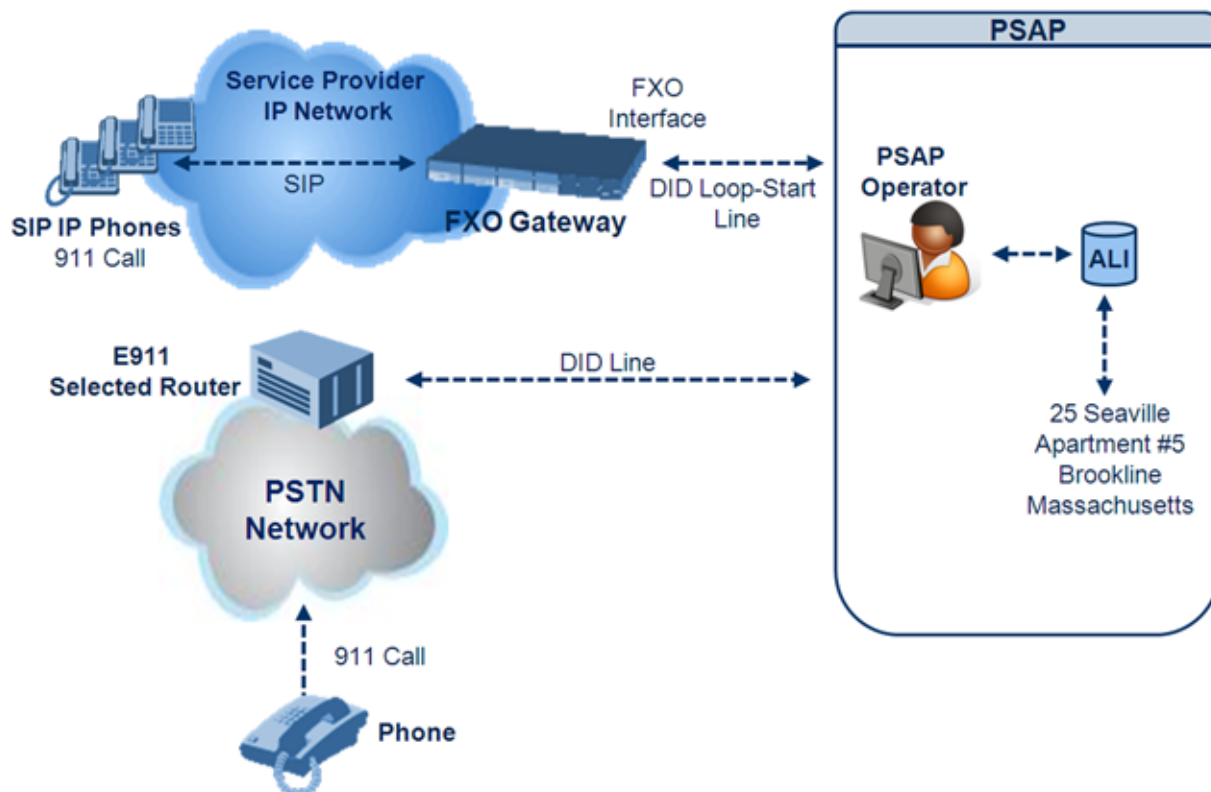 PSAP
Service Provider
IP Network
FXO
Interface
SIP
DID Loop-Start
Line
FXO Gateway
SIP IP Phones
911 Call
PSAP
Operator
ALI
E911
Selected Router
DID Line
25 Seaville
Apartment #5
Brookline
Massachusetts
PSTN
Network
911 Call
Phone